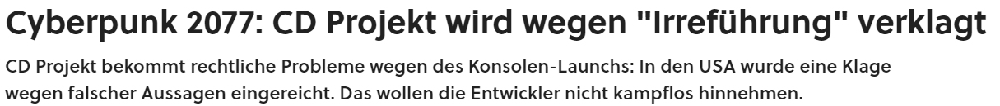 Cyberpunk 2077: CD Projekt wird wegen "Irreführung" verklagt
CD Projekt bekommt rechtliche Probleme wegen des Konsolen-Launchs: In den USA wurde eine Klage
wegen falscher Aussagen eingereicht. Das wollen die Entwickler nicht kampflos hinnehmen.